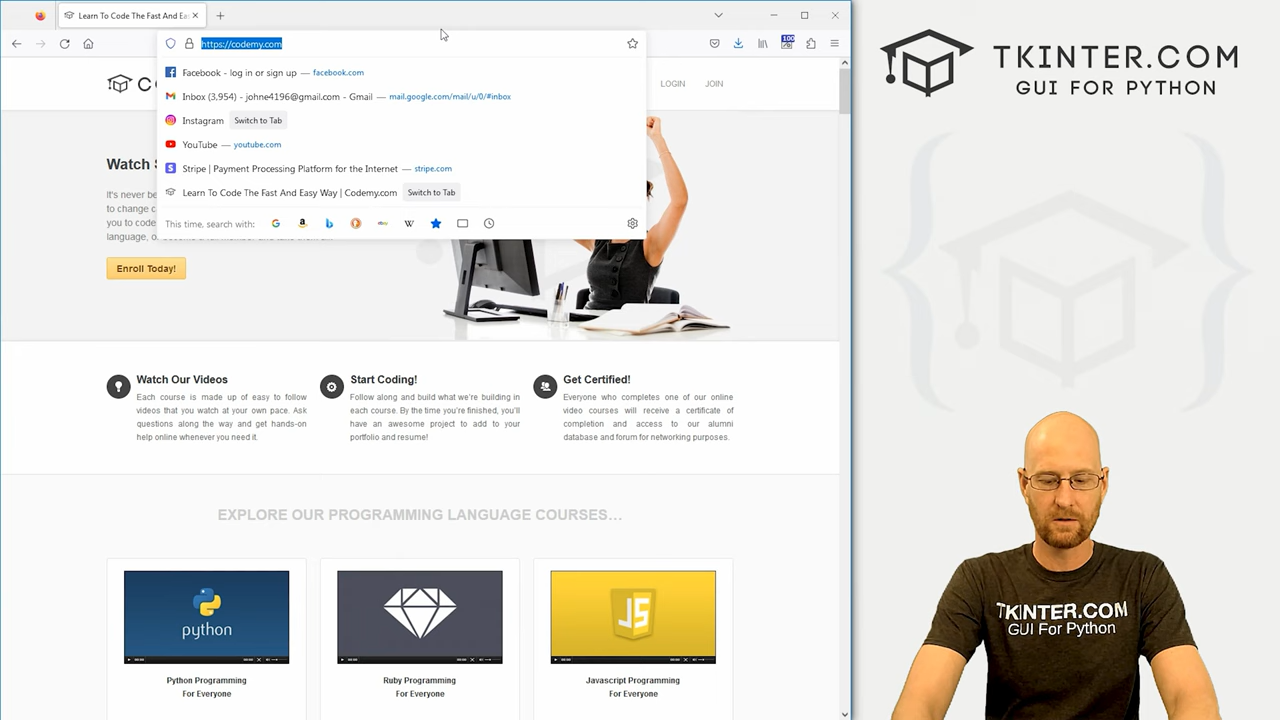 Learn To Code The Fast And Ea
https://codemy.com
100
Facebook - log in or sign up — facebook.com
Inbox (3,954) - johne4196@gmail.com - Gmail — mail.google.com/mail/u/0/#inbox
Instagram Switch to Tab
YouTube — youtube.com
Stripe | Payment Processing Platform for the Internet — stripe.com
Learn To Code The Fast And Easy Way | Codemy.com Switch to Tab
This time, search with:
LOGIN JOIN
Watch S
It's never be
to change c
you to code
language, o
Enroll Today!
Watch Our Videos
Each course is made up of easy to follow
videos that you watch at your own pace. Ask
questions along the way and get hands-on
help online whenever you need it.
Start Coding!
Follow along and build what we're building in
each course. By the time you're finished, you'll
have an awesome project to add to your
portfolio and resume!
Get Certified!
Everyone who completes one of our online
video courses will receive a certificate of
completion and access to our alumni
database and forum for networking purposes.
EXPLORE OUR PROGRAMMING LANGUAGE COURSES...
python
JS
Python Programming
For Everyone
Ruby Programming
For Everyone
Javascript Programming
For Everyone
TKINTER.COM
GUI FOR PYTHON
TKINTER.COM
GUI For Python